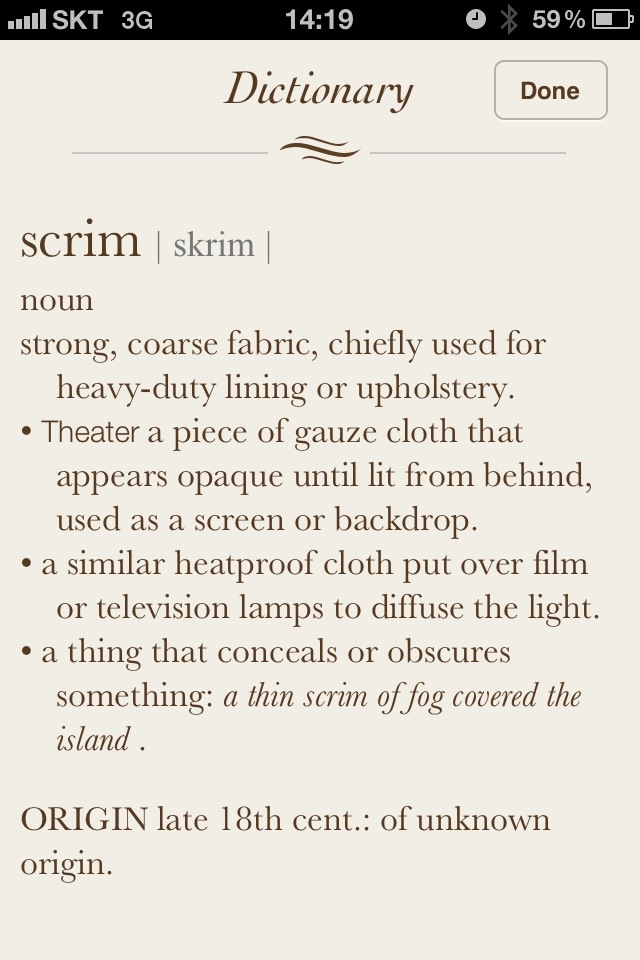 SKT 3G 14:19 59%
Dictionary Done
scrim | skrim |
noun
strong, coarse fabric, chiefly used for
heavy-duty lining or upholstery.
• Theater a piece of gauze cloth that
appears opaque until lit from behind,
used as a screen or backdrop.
• a similar heatproof cloth put over film
or television lamps to diffuse the light.
• a thing that conceals or obscures
something: a thin scrim of fog covered the
island .
ORIGIN late 18th cent.: of unknown
origin.